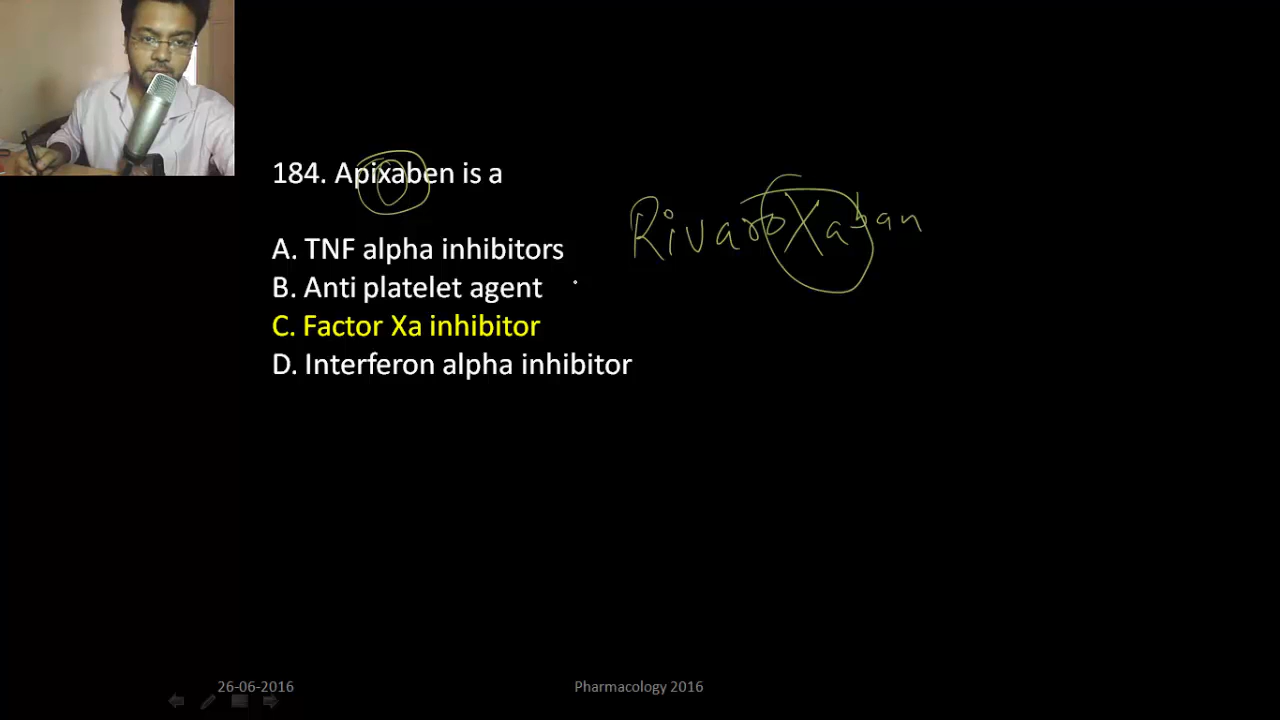 184. Apixaben is a
RivaroXaban
A. TNF alpha inhibitors
B. Anti platelet agent
C. Factor Xa inhibitor
D. Interferon alpha inhibitor
26-06-2016
Pharmacology 2016